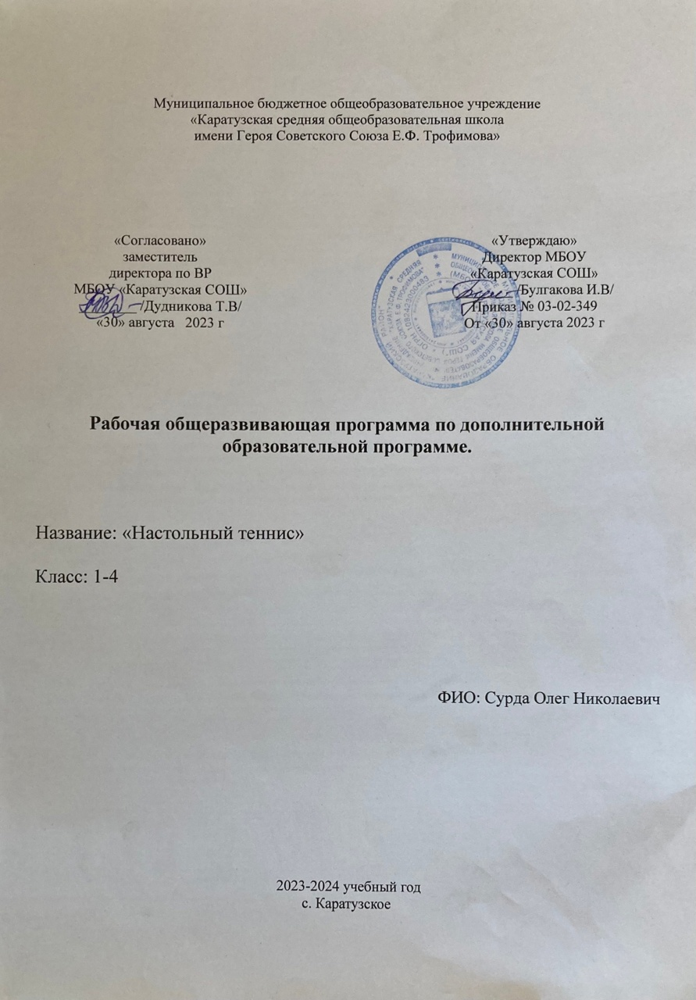 Муниципальное бюджетное общеобразовательное учреждение
«Каратузская средняя общеобразовательная школа
имени Героя Советского Союза Е.Ф. Трофимова»
«Согласовано»
заместитель
директора по ВР
МБОУ «Каратузская СОШ»
/Дудникова Т.В/
«30» августа 2023 г
«Утверждаю»
Директор МБОУ
«Каратузская СОШ»
/Булгакова И.В/
Приказ № 03-02-349
От «30» августа 2023 г
Рабочая общеразвивающая программа по дополнительной
образовательной программе.
Название: «Настольный теннис»
Класс: 1-4
ФИО: Сурда Олег Николаевич
2023-2024 учебный год
с. Каратузское